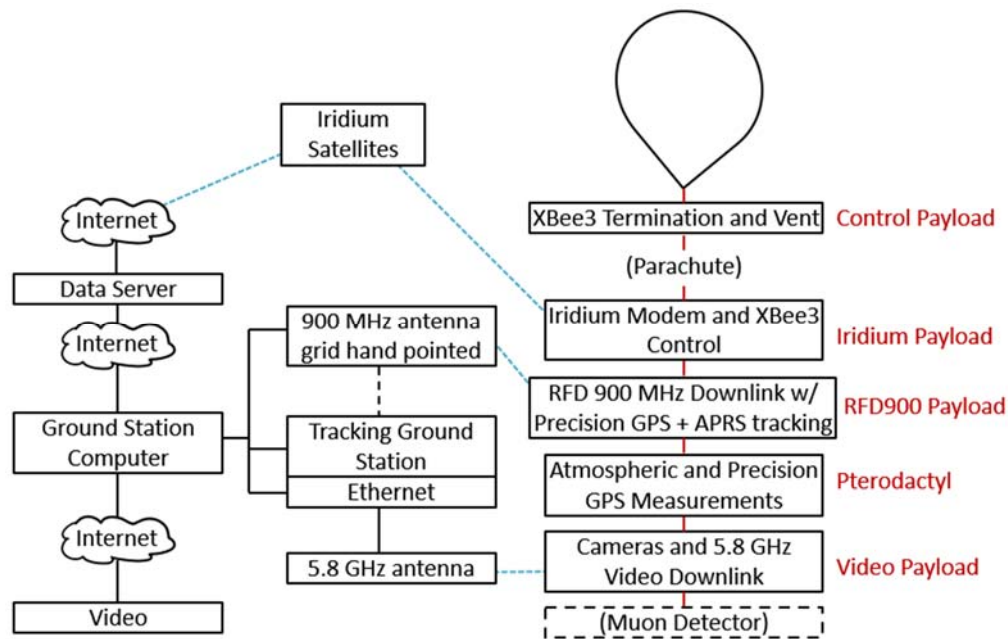 Iridium
Satellites
Internet
XBee3 Termination and Vent
Control Payload
(Parachute)
Data Server
900 MHz antenna
grid hand pointed
Iridium Modem and XBee3
Control
Iridium Payload
Internet
RFD 900 MHz Downlink w/
Precision GPS + APRS tracking
RFD900 Payload
Ground Station
Computer
Tracking Ground
Station
Ethernet
Atmospheric and Precision
GPS Measurements
Pterodactyl
Internet
5.8 GHz antenna
Cameras and 5.8 GHz
Video Downlink
Video Payload
Video
(Muon Detector)